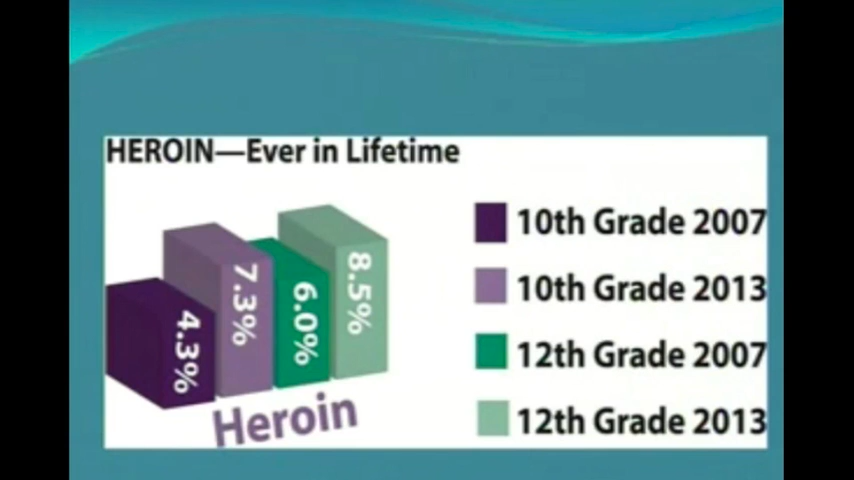 HEROIN—Ever in Lifetime
4.3%
7.3%
6.0%
8.5%
Heroin
10th Grade 2007
10th Grade 2013
12th Grade 2007
12th Grade 2013